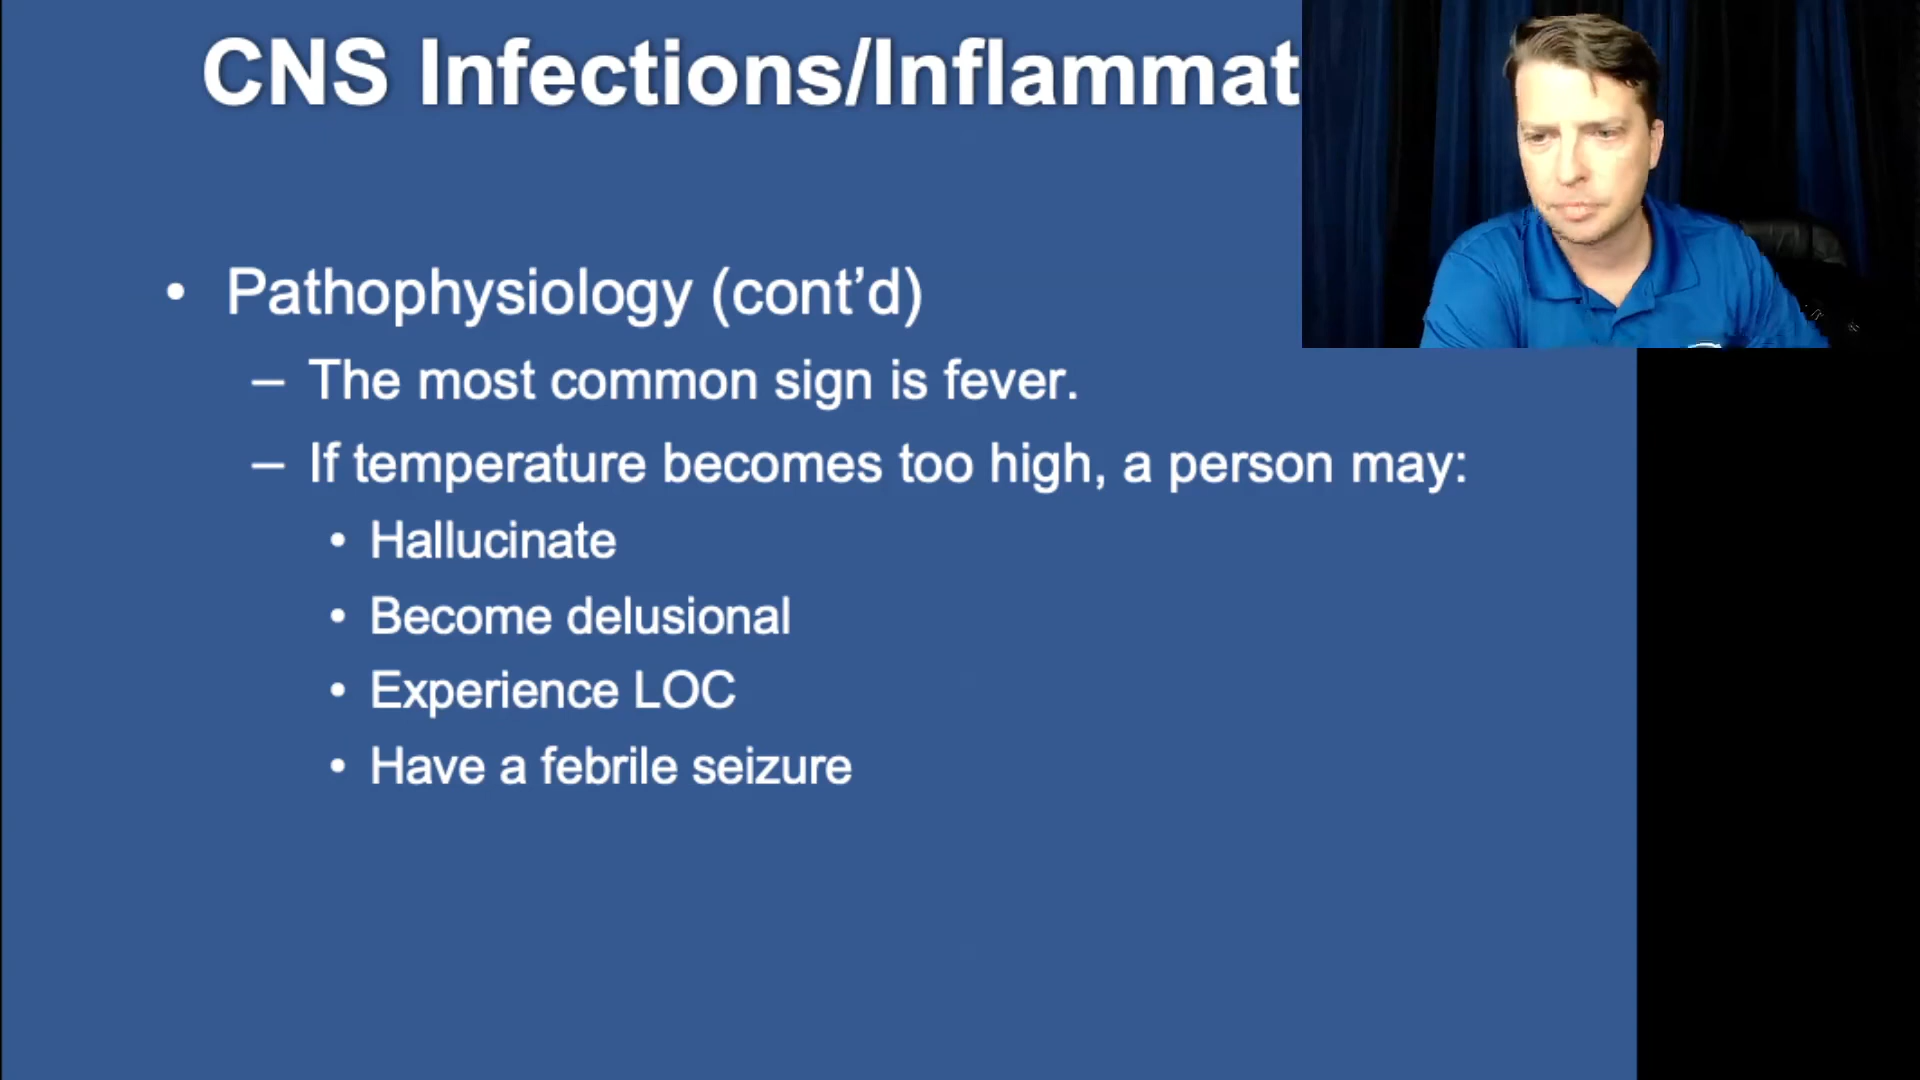 CNS Infections/Inflammat
• Pathophysiology (cont’d)
– The most common sign is fever.
– If temperature becomes too high, a person may:
• Hallucinate
• Become delusional
• Experience LOC
• Have a febrile seizure